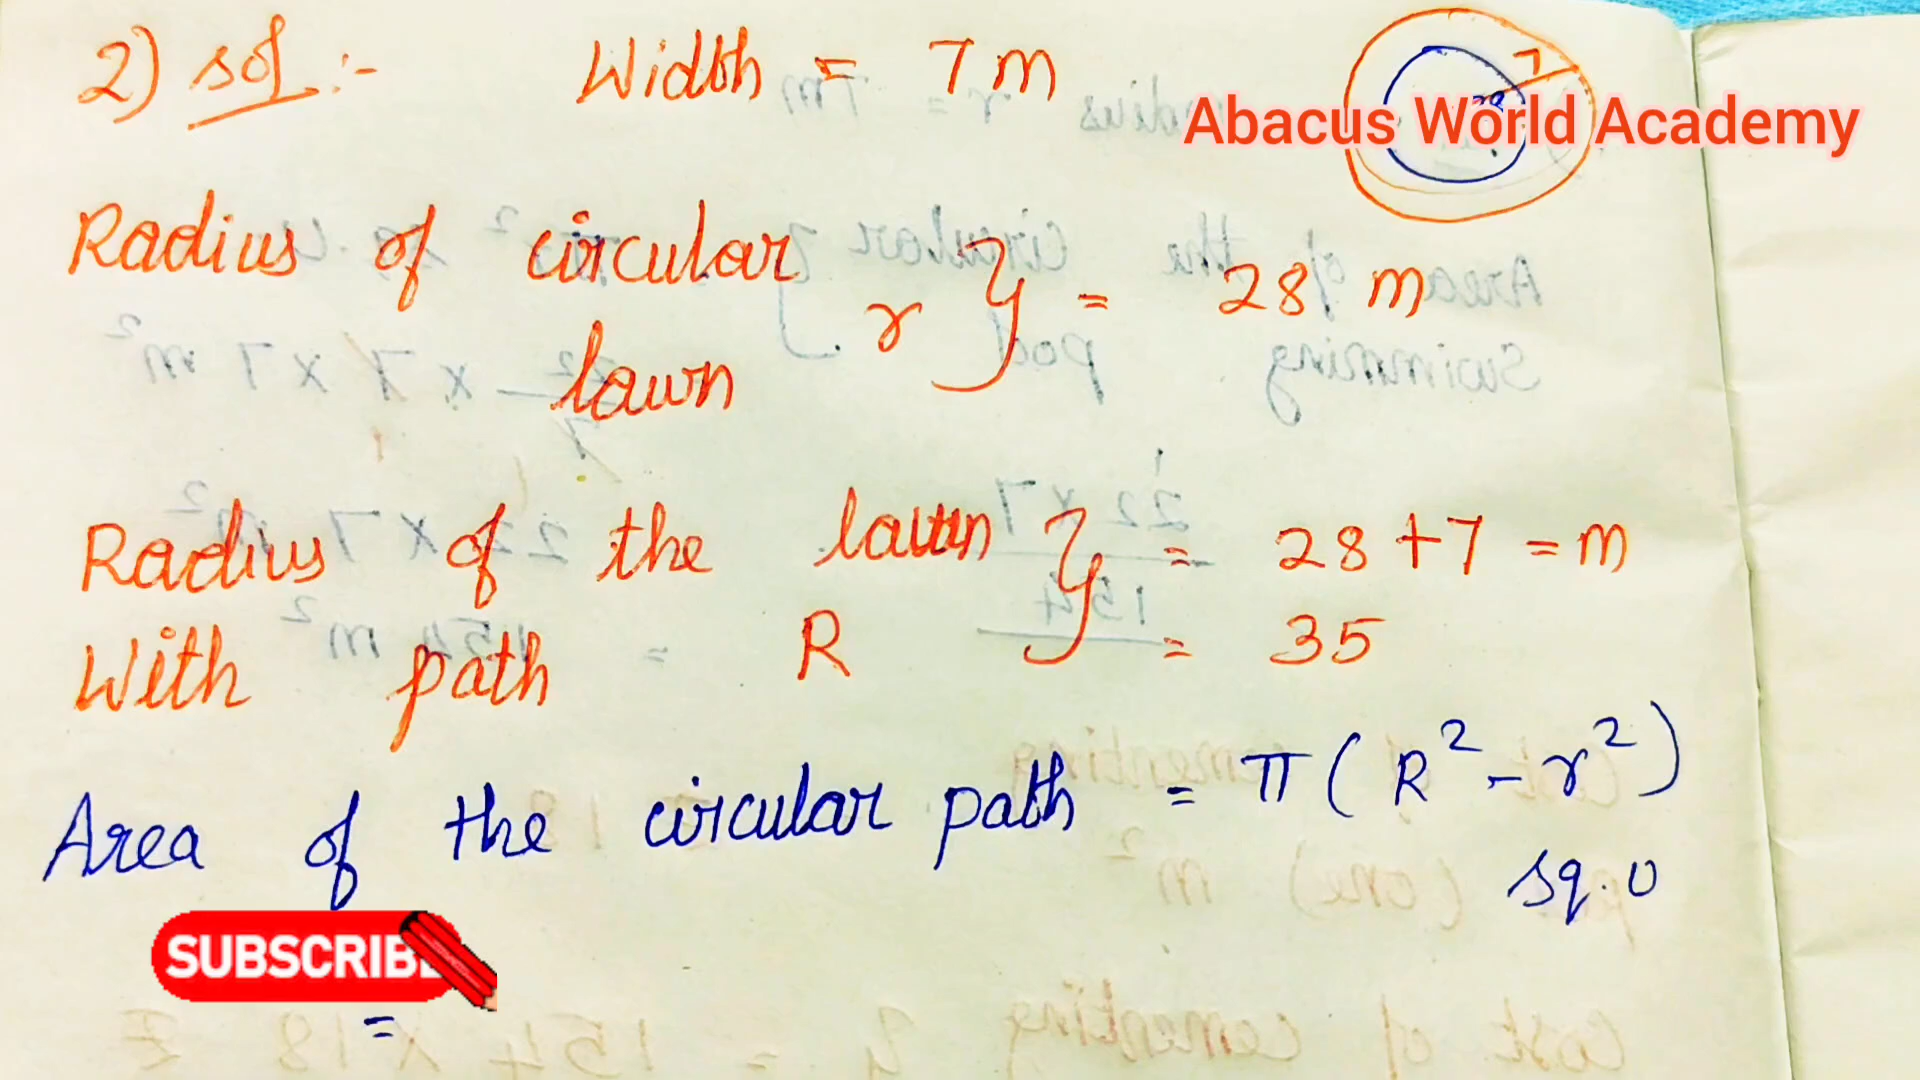 2) sol :- Width = 7 m
7
Abacus World Academy
Radius of circular
lawn r } = 28 m
Radius of the lawn } = 28 + 7 = m
With path R = 35
Area of the circular path = π ( R² - r² )
sq. u
SUBSCRIBE
=